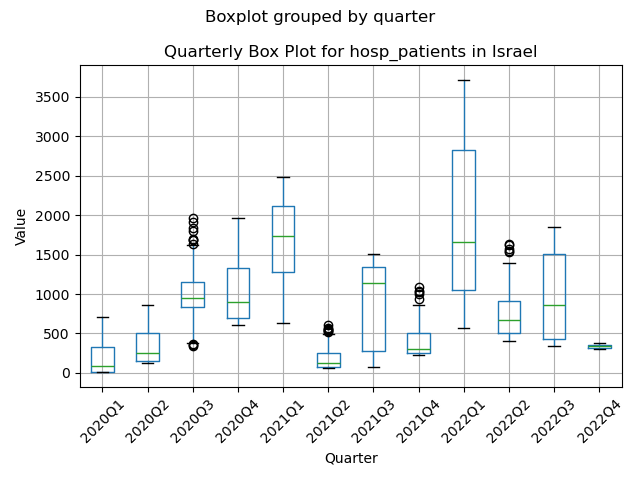 Boxplot grouped by quarter
Quarterly Box Plot for hosp_patients in Israel
3500
3000
2500
2000
1500
1000
500
0
Value
2020Q1
2020Q2
2020Q3
2020Q4
2021Q1
2021Q2
2021Q3
2021Q4
2022Q1
2022Q2
2022Q3
2022Q4
Quarter